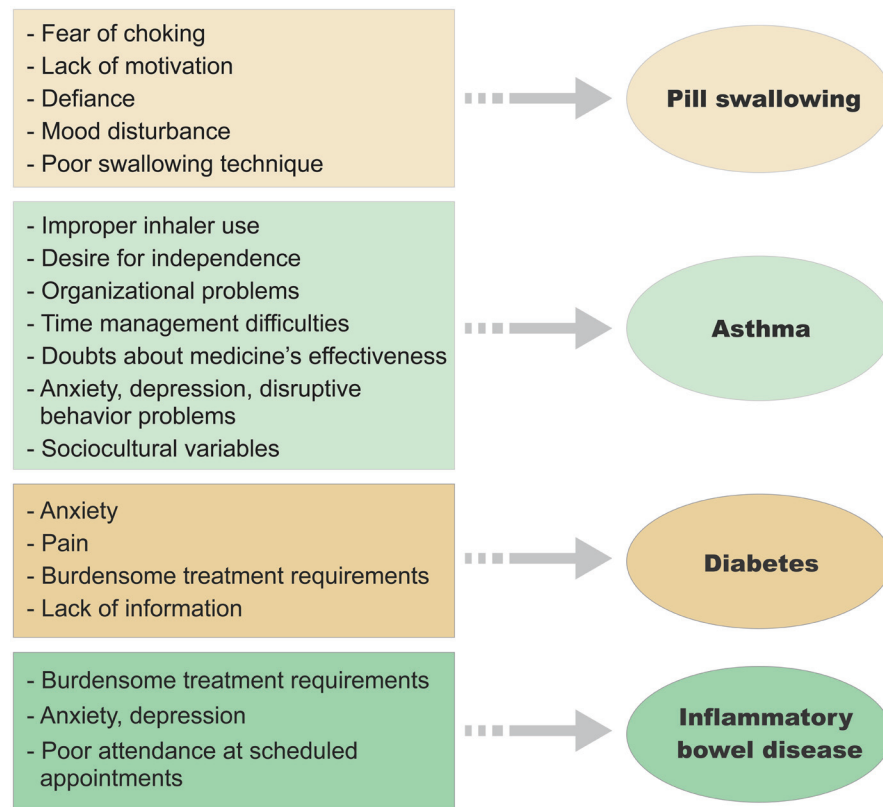 - Fear of choking
- Lack of motivation
- Defiance
- Mood disturbance
- Poor swallowing technique
Pill swallowing
- Improper inhaler use
- Desire for independence
- Organizational problems
- Time management difficulties
- Doubts about medicine’s effectiveness
- Anxiety, depression, disruptive
behavior problems
- Sociocultural variables
Asthma
- Anxiety
- Pain
- Burdensome treatment requirements
- Lack of information
Diabetes
- Burdensome treatment requirements
- Anxiety, depression
- Poor attendance at scheduled
appointments
Inflammatory
bowel disease